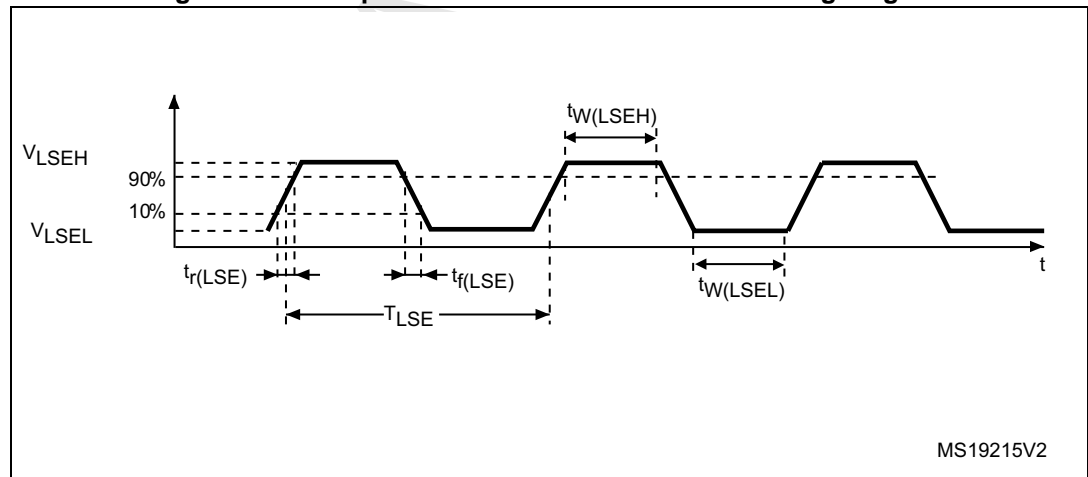 tW(LSEH)
VLSEH
90%
10%
VLSEL
t
tr(LSE)
tf(LSE)
tW(LSEL)
TLSE
MS19215V2